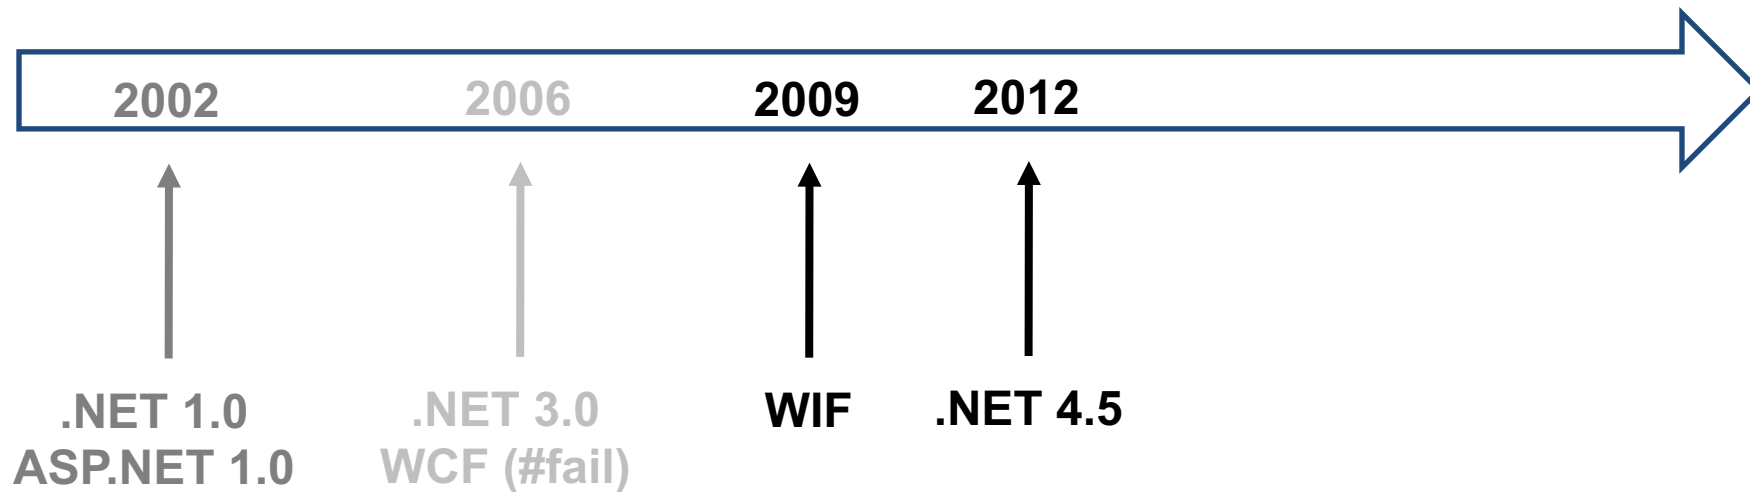 2002 2006 2009 2012
.NET 1.0 .NET 3.0 WIF .NET 4.5
ASP.NET 1.0 WCF (#fail)